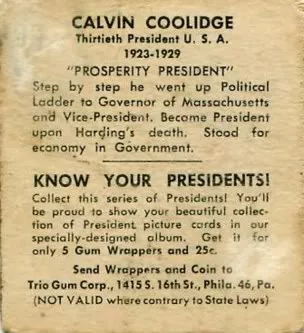 CALVIN COOLIDGE
Thirtieth President U. S. A.
1923-1929
"PROSPERITY PRESIDENT"
Step by step he went up Political
Ladder to Governor of Massachusetts
and Vice-President. Became President
upon Harding's death. Stood for
economy in Government.
KNOW YOUR PRESIDENTS!
Collect this series of Presidents! You'll
be proud to show your beautiful collec-
tion of President picture cards in our
specially-designed album. Get it for
only 5 Gum Wrappers and 25c.
Send Wrappers and Coin to
Trio Gum Corp., 1415 S. 16th St., Phila. 46, Pa.
(NOT VALID where contrary to State Laws)